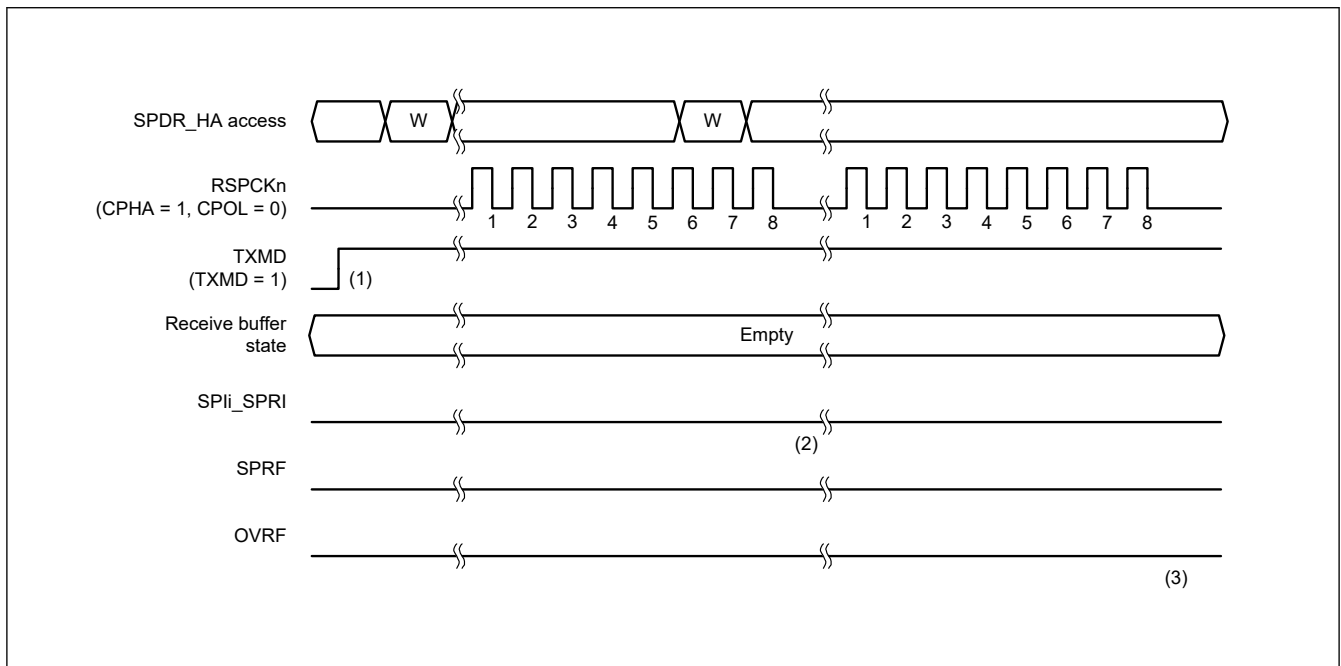 SPDR_HA access
W
W
RSPCKn
(CPHA = 1, CPOL = 0)
1 2 3 4 5 6 7 8
1 2 3 4 5 6 7 8
TXMD
(TXMD = 1)
(1)
Receive buffer
state
Empty
SPIi_SPRI
(2)
SPRF
OVRF
(3)